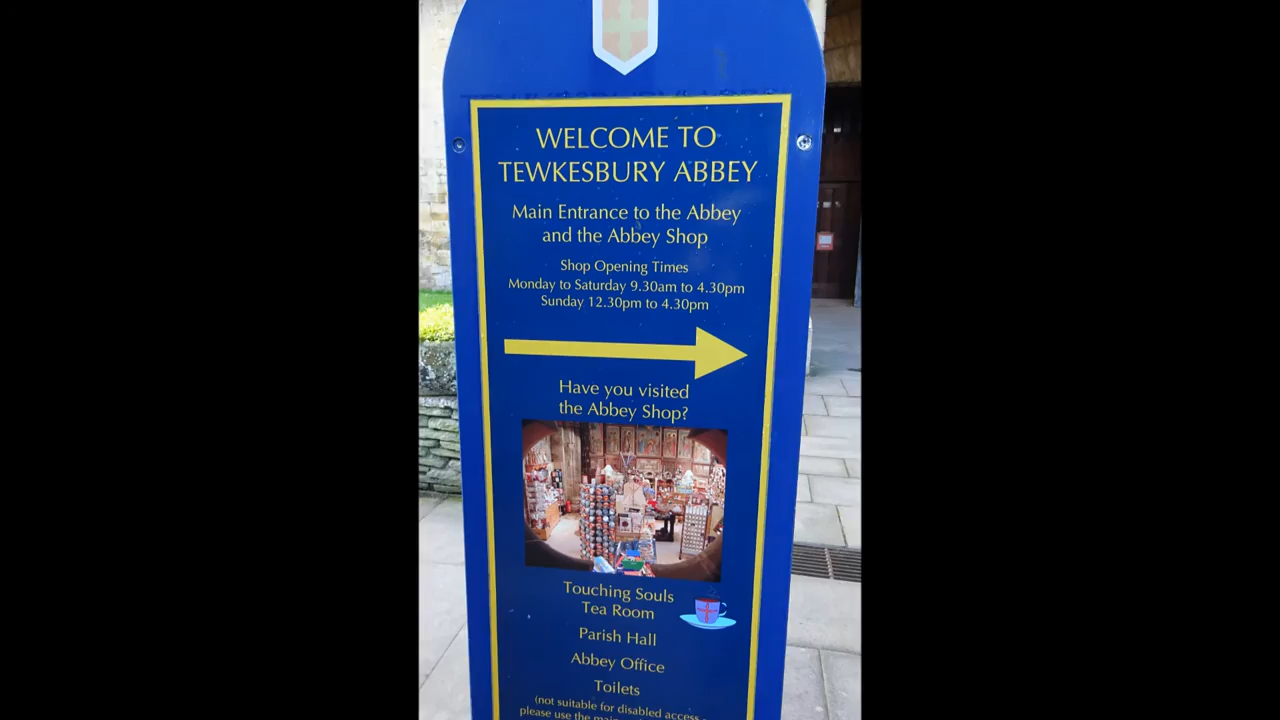 WELCOME TO
TEWKESBURY ABBEY
Main Entrance to the Abbey
and the Abbey Shop
Shop Opening Times
Monday to Saturday 9.30am to 4.30pm
Sunday 12.30pm to 4.30pm
Have you visited
the Abbey Shop?
Touching Souls
Tea Room
Parish Hall
Abbey Office
Toilets
(not suitable for disabled access
please use the